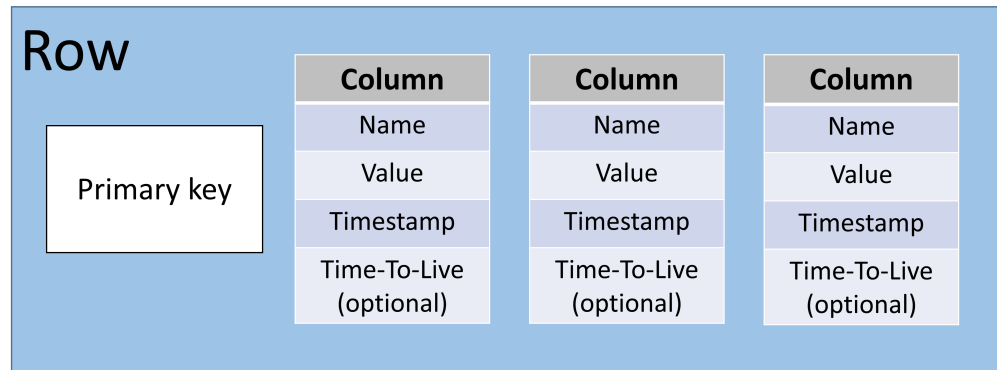 Row
Primary key
Column
Name
Value
Timestamp
Time-To-Live
(optional)
Column
Name
Value
Timestamp
Time-To-Live
(optional)
Column
Name
Value
Timestamp
Time-To-Live
(optional)